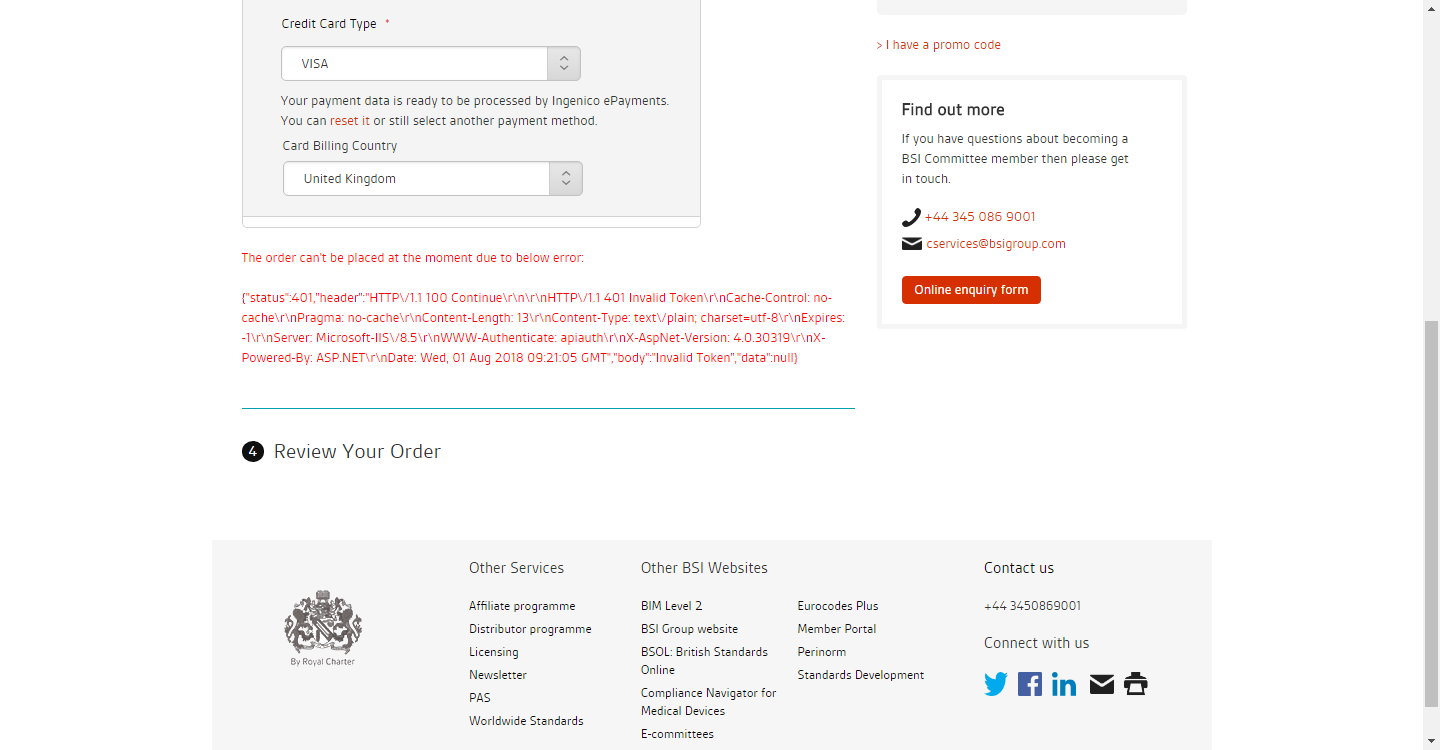 Credit Card Type *
VISA
Your payment data is ready to be processed by Ingenico ePayments.
You can reset it or still select another payment method.
Card Billing Country
United Kingdom
The order can't be placed at the moment due to below error:
{"status":401,"header":"HTTP\/1.1 100 Continue\r\n\r\nHTTP\/1.1 401 Invalid Token\r\nCache-Control: no-
cache\r\nPragma: no-cache\r\nContent-Length: 13\r\nContent-Type: text\/plain; charset=utf-8\r\nExpires:
-1\r\nServer: Microsoft-IIS\/8.5\r\nWWW-Authenticate: apiauth\r\nX-AspNet-Version: 4.0.30319\r\nX-
Powered-By: ASP.NET\r\nDate: Wed, 01 Aug 2018 09:21:05 GMT","body":"Invalid Token","data":null}
4 Review Your Order
> I have a promo code
Find out more
If you have questions about becoming a
BSI Committee member then please get
in touch.
+44 345 086 9001
cservices@bsigroup.com
Online enquiry form
By Royal Charter
Other Services
Affiliate programme
Distributor programme
Licensing
Newsletter
PAS
Worldwide Standards
Other BSI Websites
BIM Level 2
BSI Group website
BSOL: British Standards
Online
Compliance Navigator for
Medical Devices
E-committees
Eurocodes Plus
Member Portal
Perinorm
Standards Development
Contact us
+44 3450869001
Connect with us